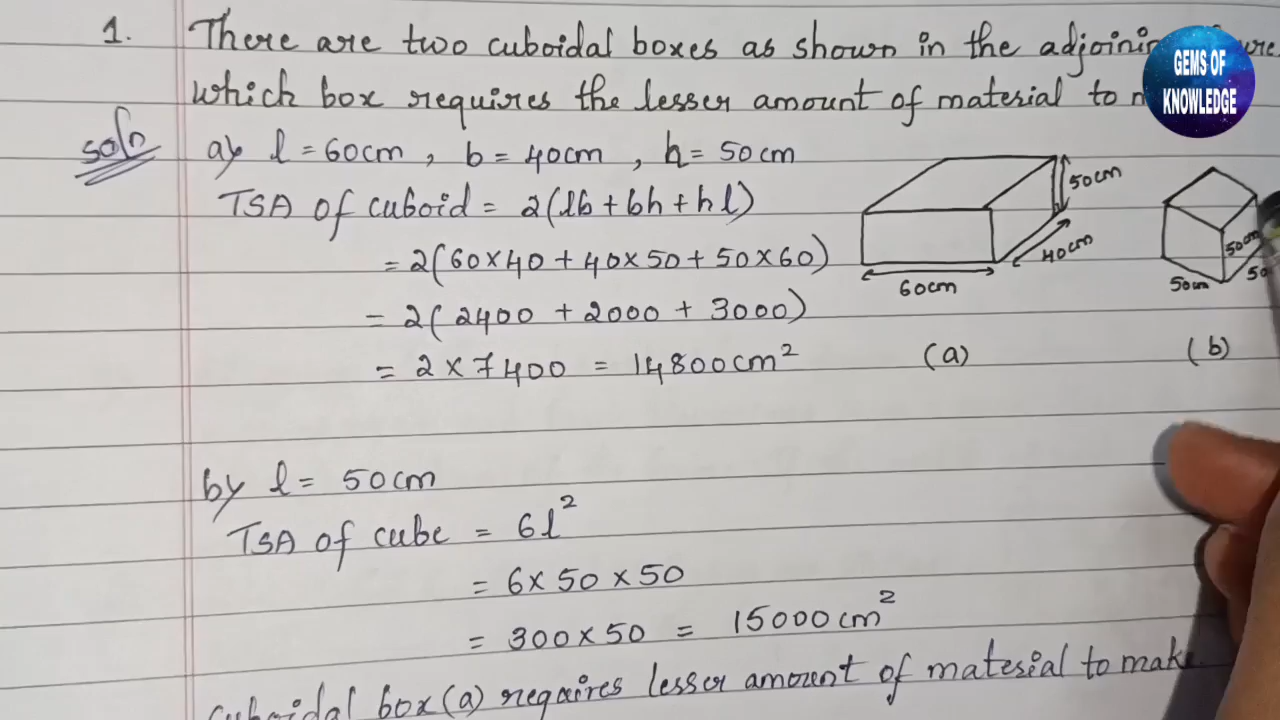 1. There are two cuboidal boxes as shown in the adjoining
which box requires the lesser amount of material to
GEMS OF
KNOWLEDGE
Soln
a) l = 60cm , b = 40cm , h = 50cm
TSA of cuboid = 2(lb + bh + hl)
= 2(60×40 + 40×50 + 50×60)
= 2(2400 + 2000 + 3000)
= 2 × 7400 = 14800cm²
50cm
40cm
60cm
(a)
50cm
50cm
50
(b)
b) l = 50cm
TSA of cube = 6l²
= 6×50×50
= 300×50 = 15000cm²
cuboidal box (a) requires lesser amount of material to make